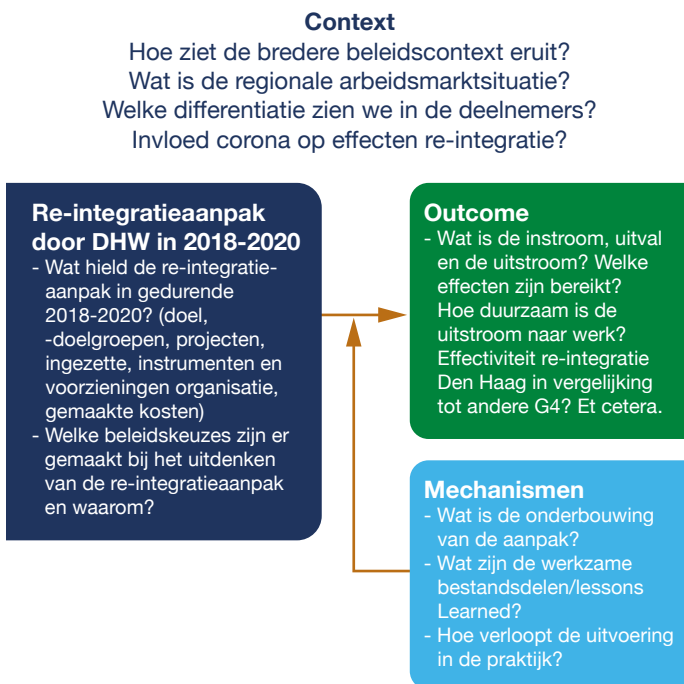 Context
Hoe ziet de bredere beleidscontext eruit?
Wat is de regionale arbeidsmarktsituatie?
Welke differentiatie zien we in de deelnemers?
Invloed corona op effecten re-integratie?
Re-integratieaanpak
door DHW in 2018-2020
- Wat hield de re-integratie-
aanpak in gedurende
2018-2020? (doel,
-doelgroepen, projecten,
ingezette, instrumenten en
voorzieningen organisatie,
gemaakte kosten)
- Welke beleidskeuzes zijn er
gemaakt bij het uitdenken
van de re-integratieaanpak
en waarom?
Outcome
- Wat is de instroom, uitval
en de uitstroom? Welke
effecten zijn bereikt?
Hoe duurzaam is de
uitstroom naar werk?
Effectiviteit re-integratie
Den Haag in vergelijking
tot andere G4? Et cetera.
Mechanismen
- Wat is de onderbouwing
van de aanpak?
- Wat zijn de werkzame
bestandsdelen/lessons
Learned?
- Hoe verloopt de uitvoering
in de praktijk?